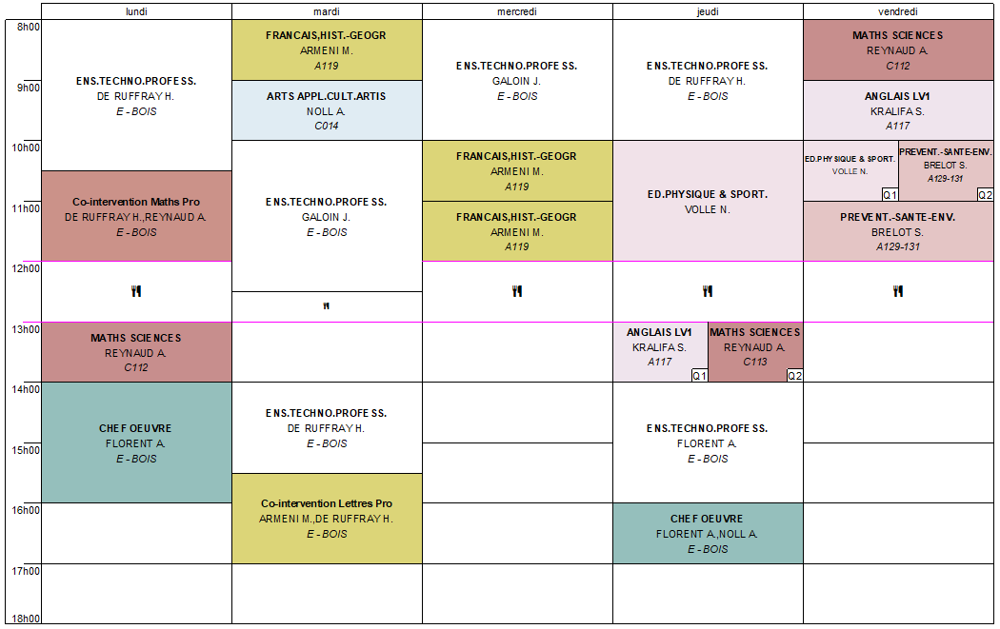 lundi
mardi
mercredi
jeudi
vendredi
8h00
9h00
10h00
11h00
12h00
13h00
14h00
15h00
16h00
17h00
18h00
ENS.TECHNO.PROFESS.
DE RUFFRAY H.
E - BOIS
Co-intervention Maths Pro
DE RUFFRAY H.,REYNAUD A.
E - BOIS
MATHS SCIENCES
REYNAUD A.
C112
CHEF OEUVRE
FLORENT A.
E - BOIS
FRANCAIS,HIST.-GEOGR
ARMENI M.
A119
ARTS APPL.CULT.ARTIS
NOLL A.
C014
ENS.TECHNO.PROFESS.
GALOIN J.
E - BOIS
ENS.TECHNO.PROFESS.
DE RUFFRAY H.
E - BOIS
Co-intervention Lettres Pro
ARMENI M.,DE RUFFRAY H.
E - BOIS
ENS.TECHNO.PROFESS.
GALOIN J.
E - BOIS
FRANCAIS,HIST.-GEOGR
ARMENI M.
A119
FRANCAIS,HIST.-GEOGR
ARMENI M.
A119
ENS.TECHNO.PROFESS.
DE RUFFRAY H.
E - BOIS
ED.PHYSIQUE & SPORT.
VOLLE N.
ANGLAIS LV1
KRALIFA S.
A117
Q1
MATHS SCIENCES
REYNAUD A.
C113
Q2
ENS.TECHNO.PROFESS.
FLORENT A.
E - BOIS
CHEF OEUVRE
FLORENT A.,NOLL A.
E - BOIS
MATHS SCIENCES
REYNAUD A.
C112
ANGLAIS LV1
KRALIFA S.
A117
ED.PHYSIQUE & SPORT.
VOLLE N.
Q1
PREVENT.-SANTE-ENV.
BRELOT S.
A129-131
Q2
PREVENT.-SANTE-ENV.
BRELOT S.
A129-131